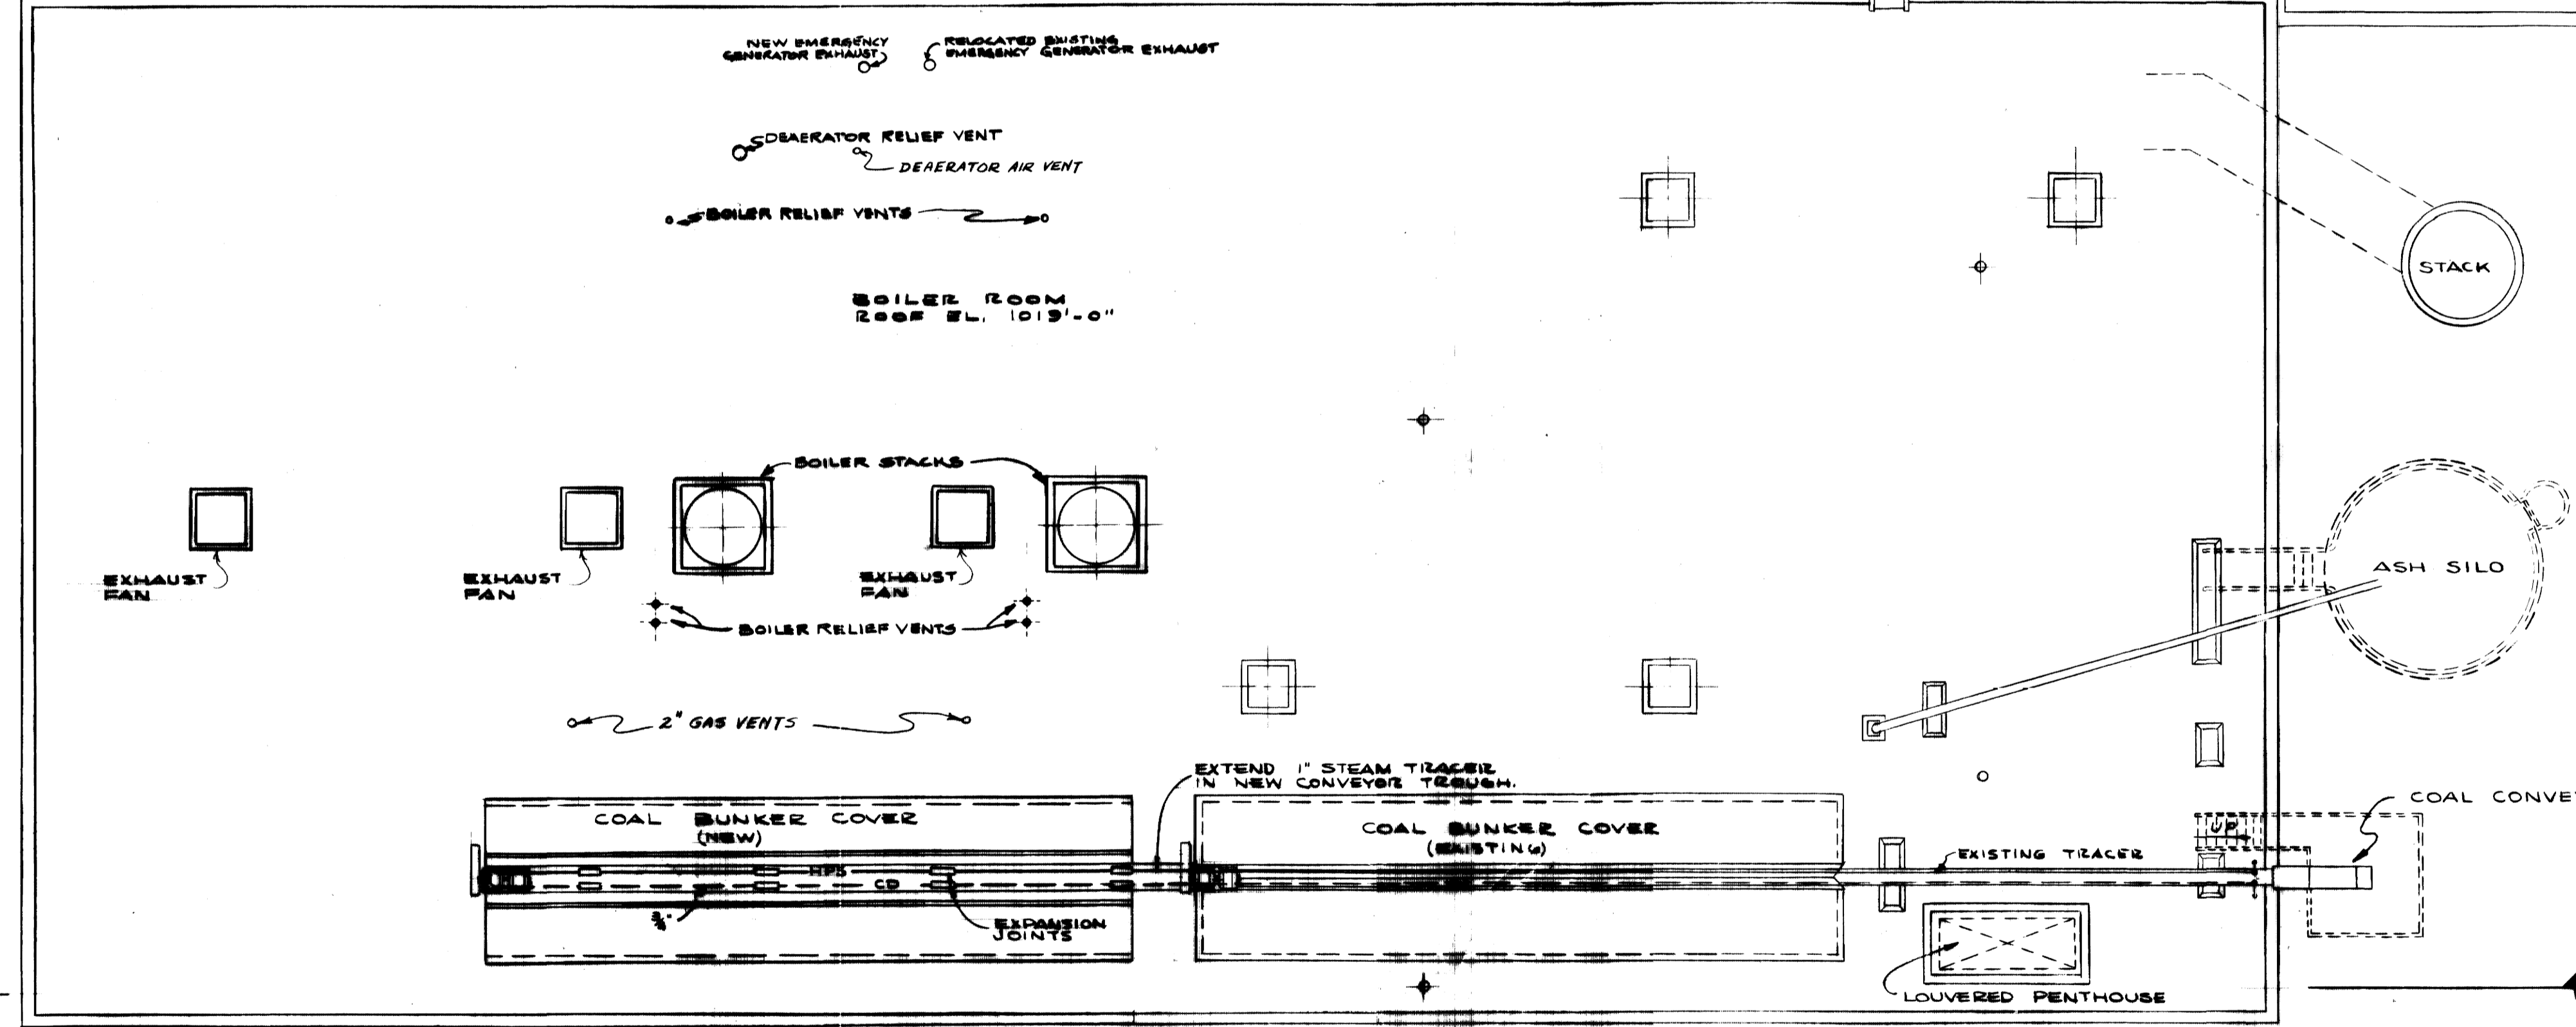 NEW EMERGENCY
GENERATOR EXHAUST
RELOCATED EXISTING
EMERGENCY GENERATOR EXHAUST
DEAERATOR RELIEF VENT
DEAERATOR AIR VENT
BOILER RELIEF VENTS
BOILER ROOM
ROOF EL. 1019'-0"
STACK
BOILER STACKS
EXHAUST
FAN
EXHAUST
FAN
EXHAUST
FAN
BOILER RELIEF VENTS
ASH SILO
2" GAS VENTS
EXTEND 1" STEAM TRACER
IN NEW CONVEYOR TROUGH.
COAL BUNKER COVER
(NEW)
COAL BUNKER COVER
(EXISTING)
COAL CONVE
UP
EXISTING TRACER
HPS
CD
3/4"
EXPANSION
JOINTS
LOUVERED PENTHOUSE